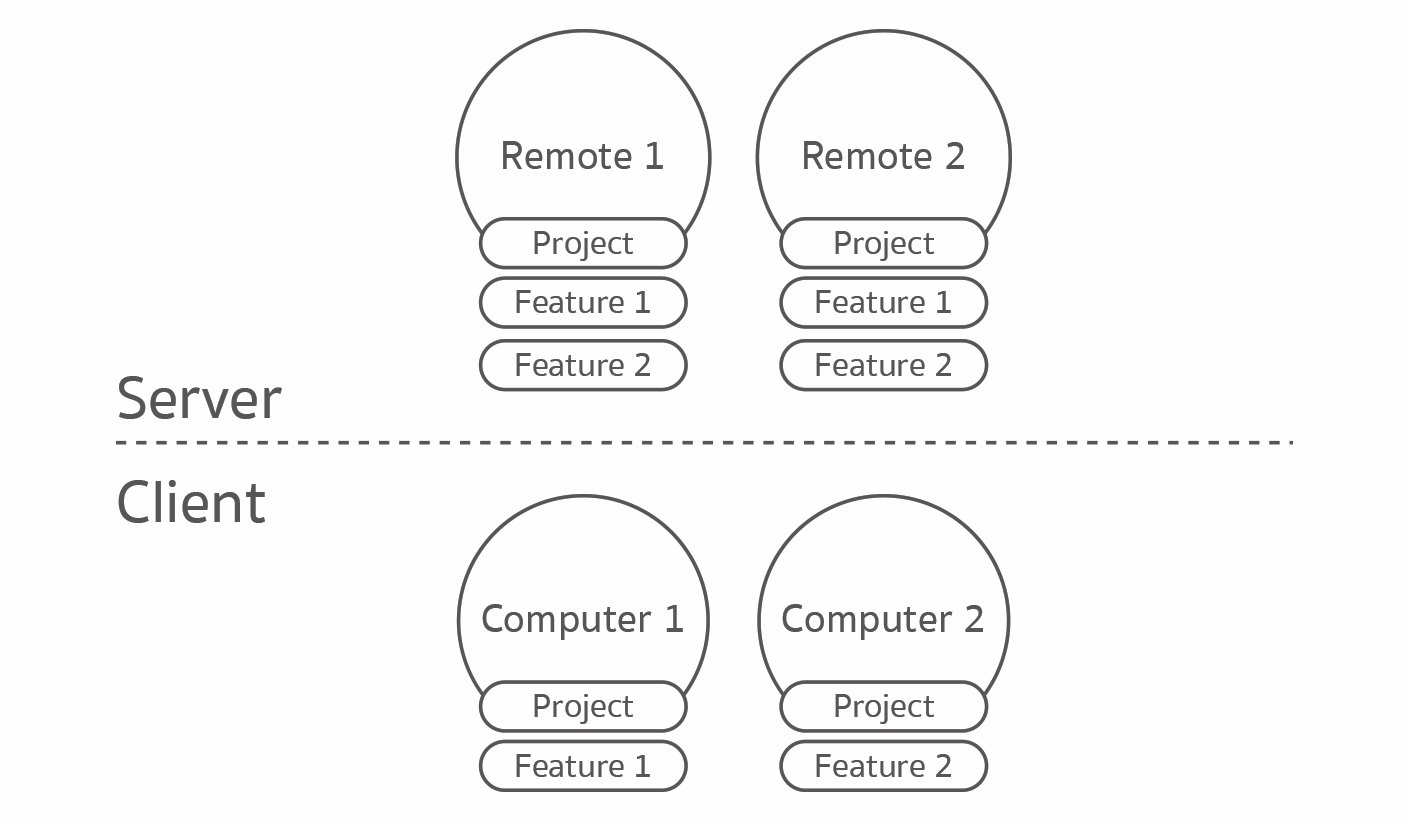 Remote 1
Remote 2
Project
Project
Feature 1
Feature 1
Feature 2
Feature 2
Server
Client
Computer 1
Computer 2
Project
Project
Feature 1
Feature 2